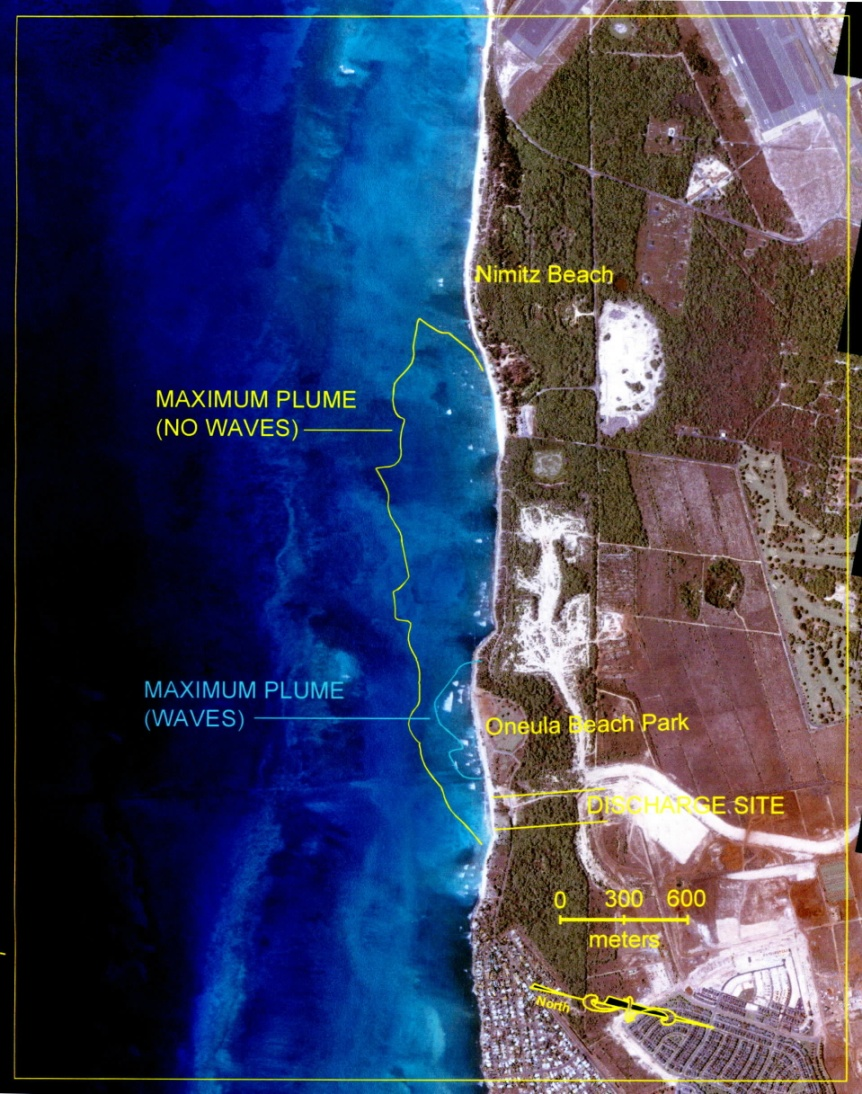 Nimitz Beach
MAXIMUM PLUME
(NO WAVES)
MAXIMUM PLUME
(WAVES)
Oneula Beach Park
DISCHARGE SITE
0 300 600
meters
North